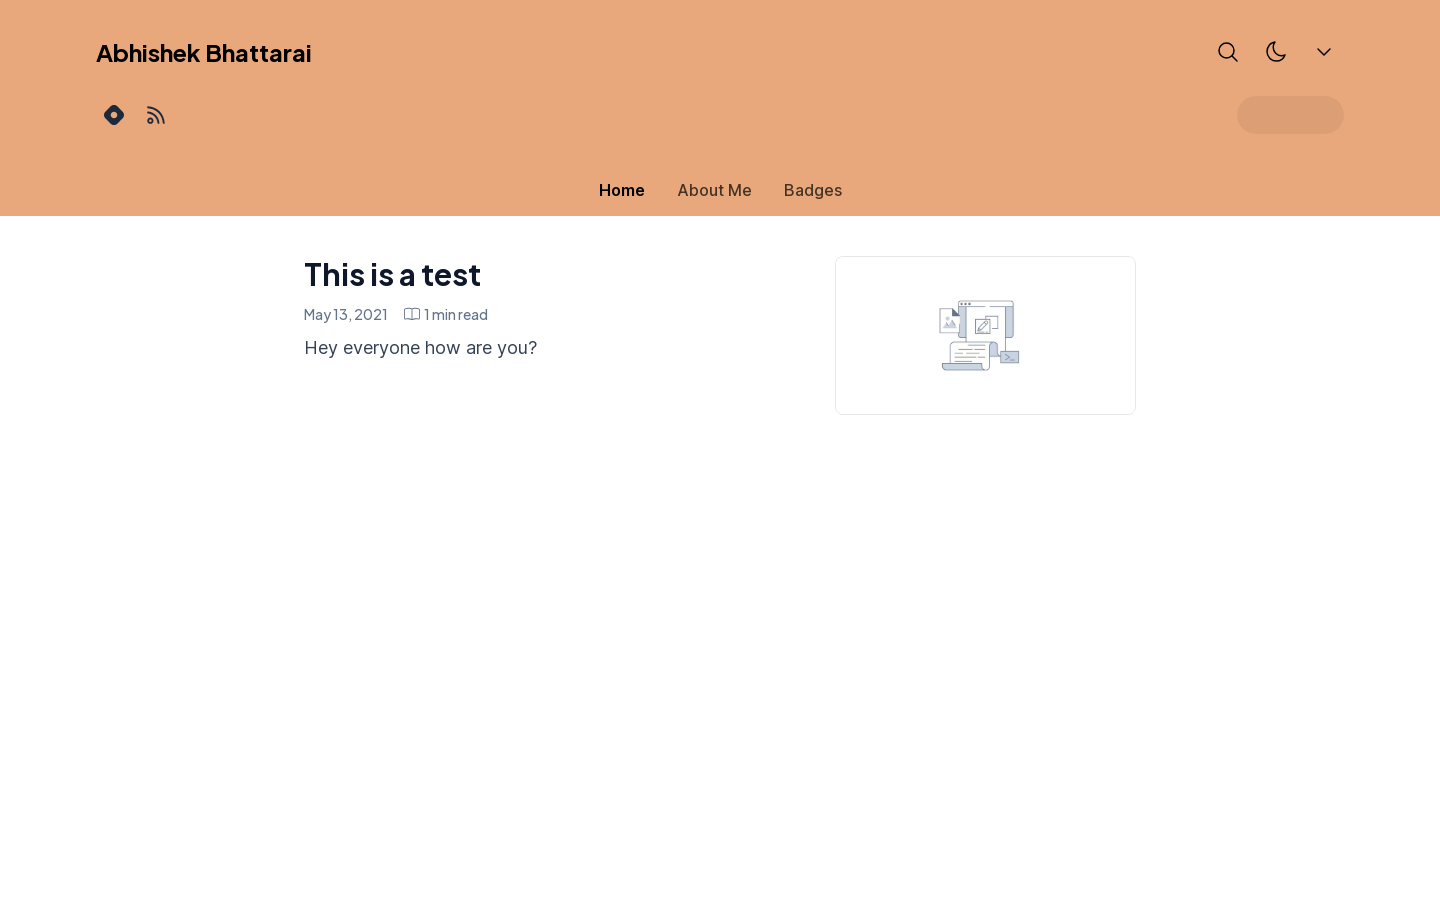 Abhishek Bhattarai
Home About Me Badges
This is a test
May 13, 2021 1 min read
Hey everyone how are you?